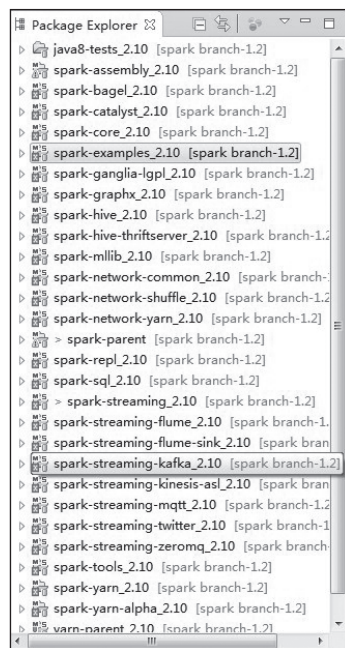 Package Explorer
java8-tests_2.10 [spark branch-1.2]
spark-assembly_2.10 [spark branch-1.2]
spark-bagel_2.10 [spark branch-1.2]
spark-catalyst_2.10 [spark branch-1.2]
spark-core_2.10 [spark branch-1.2]
spark-examples_2.10 [spark branch-1.2]
spark-ganglia-lgpl_2.10 [spark branch-1.2]
spark-graphx_2.10 [spark branch-1.2]
spark-hive_2.10 [spark branch-1.2]
spark-hive-thriftserver_2.10 [spark branch-1.2
spark-mllib_2.10 [spark branch-1.2]
spark-network-common_2.10 [spark branch-
spark-network-shuffle_2.10 [spark branch-1.2
spark-network-yarn_2.10 [spark branch-1.2]
> spark-parent [spark branch-1.2]
spark-repl_2.10 [spark branch-1.2]
spark-sql_2.10 [spark branch-1.2]
> spark-streaming_2.10 [spark branch-1.2]
spark-streaming-flume_2.10 [spark branch-1.
spark-streaming-flume-sink_2.10 [spark bran
spark-streaming-kafka_2.10 [spark branch-1.2]
spark-streaming-kinesis-asl_2.10 [spark bran
spark-streaming-mqtt_2.10 [spark branch-1.2
spark-streaming-twitter_2.10 [spark branch-1
spark-streaming-zeromq_2.10 [spark branch-
spark-tools_2.10 [spark branch-1.2]
spark-yarn_2.10 [spark branch-1.2]
spark-yarn-alpha_2.10 [spark branch-1.2]
yarn-parent_2.10 [spark branch-1.2]